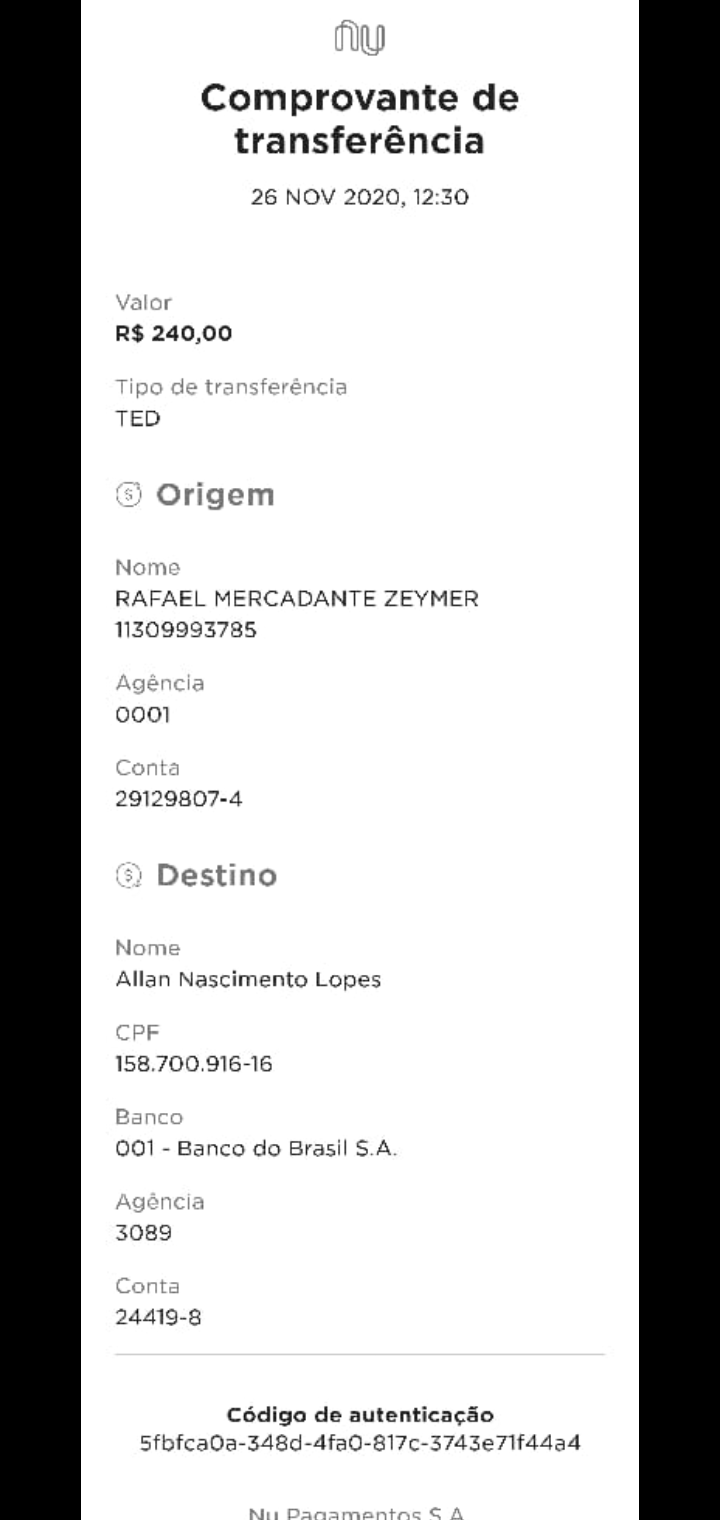 nu
Comprovante de
transferência
26 NOV 2020, 12:30
Valor
R$ 240,00
Tipo de transferência
TED
Origem
Nome
RAFAEL MERCADANTE ZEYMER
11309993785
Agência
0001
Conta
29129807-4
Destino
Nome
Allan Nascimento Lopes
CPF
158.700.916-16
Banco
001 - Banco do Brasil S.A.
Agência
3089
Conta
24419-8
Código de autenticação
5fbfca0a-348d-4fa0-817c-3743e71f44a4
Nu Pagamentos S.A.